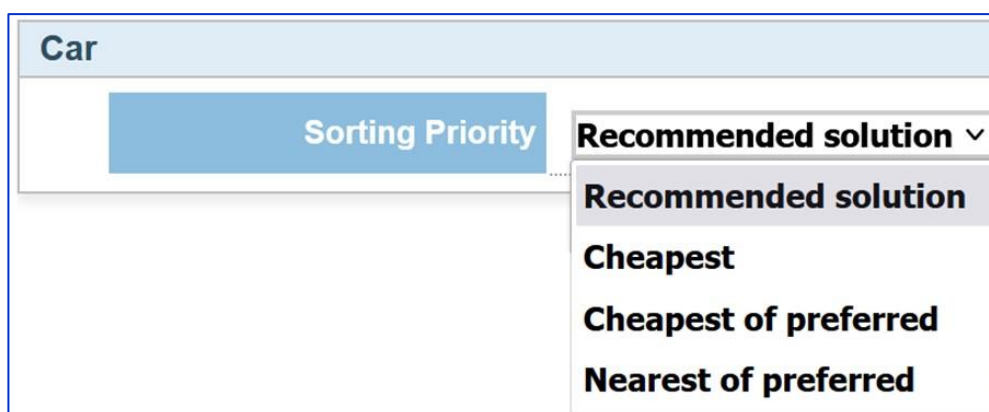 Car
Sorting Priority
Recommended solution
Recommended solution
Cheapest
Cheapest of preferred
Nearest of preferred